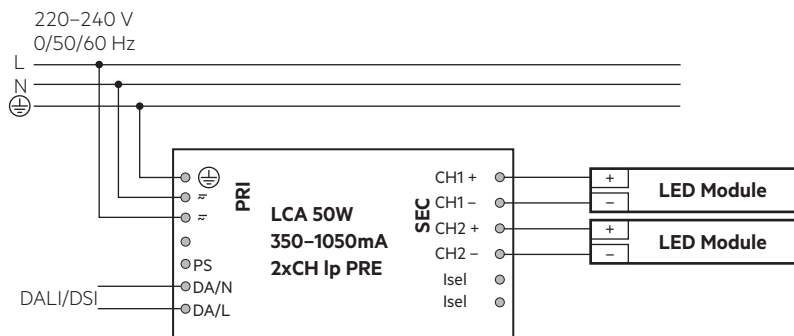 220–240 V
0/50/60 Hz
L
N
PRI
LCA 50W
350–1050mA
2xCH lp PRE
PS
DA/N
DA/L
DALI/DSI
SEC
CH1 +
CH1 –
CH2 +
CH2 –
Isel
Isel
+
–
LED Module
+
–
LED Module